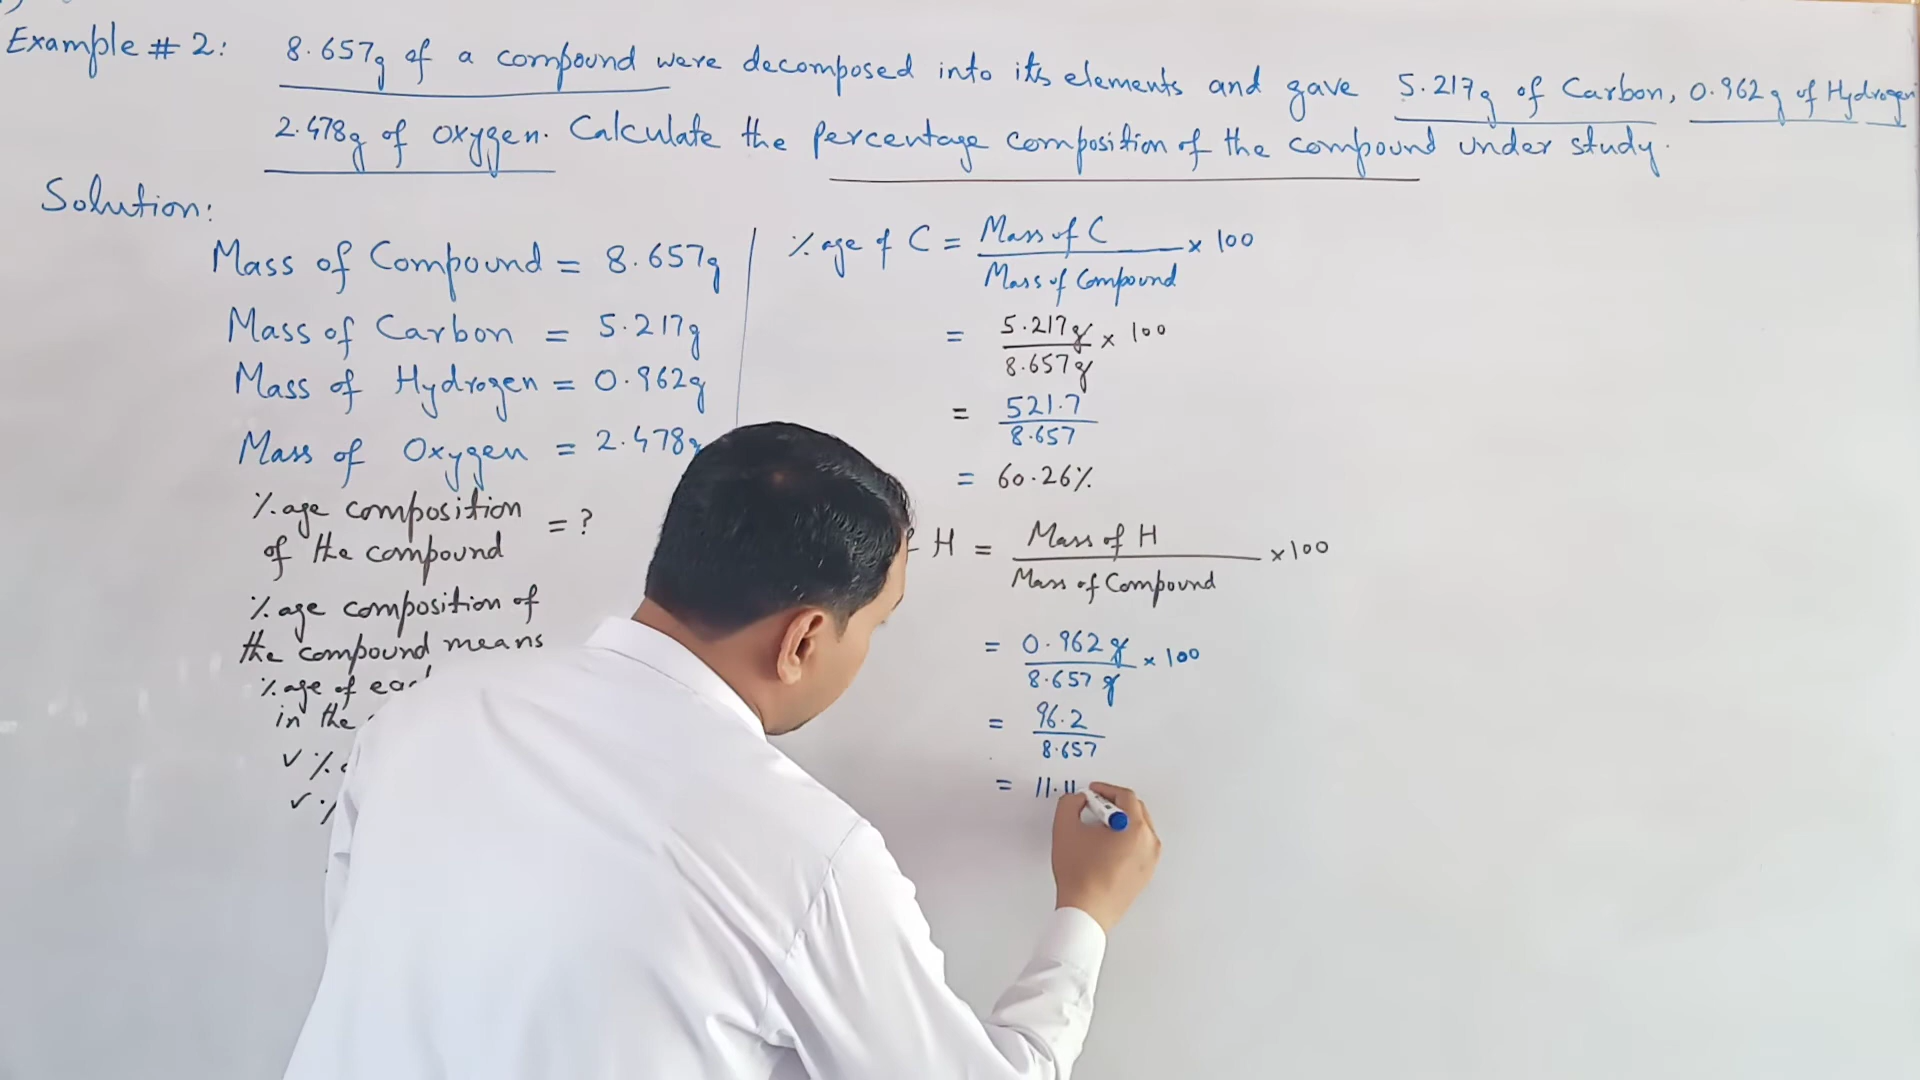 Example # 2: 8.657g of a compound were decomposed into its elements and gave 5.217g of Carbon, 0.962g of Hydrogen
2.478g of oxygen. Calculate the percentage composition of the compound under study.
Solution:
Mass of Compound = 8.657g
Mass of Carbon = 5.217g
Mass of Hydrogen = 0.962g
Mass of Oxygen = 2.478g
%age composition
of the compound = ?
%age composition of
the compound means
%age of
in the
✓ %
✓ %
%age of C = Mass of C
Mass of Compound × 100
= 5.217g
8.657g × 100
= 521.7
8.657
= 60.26%
H = Mass of H
Mass of Compound ×100
= 0.962g
8.657g × 100
= 96.2
8.657
= 11.11